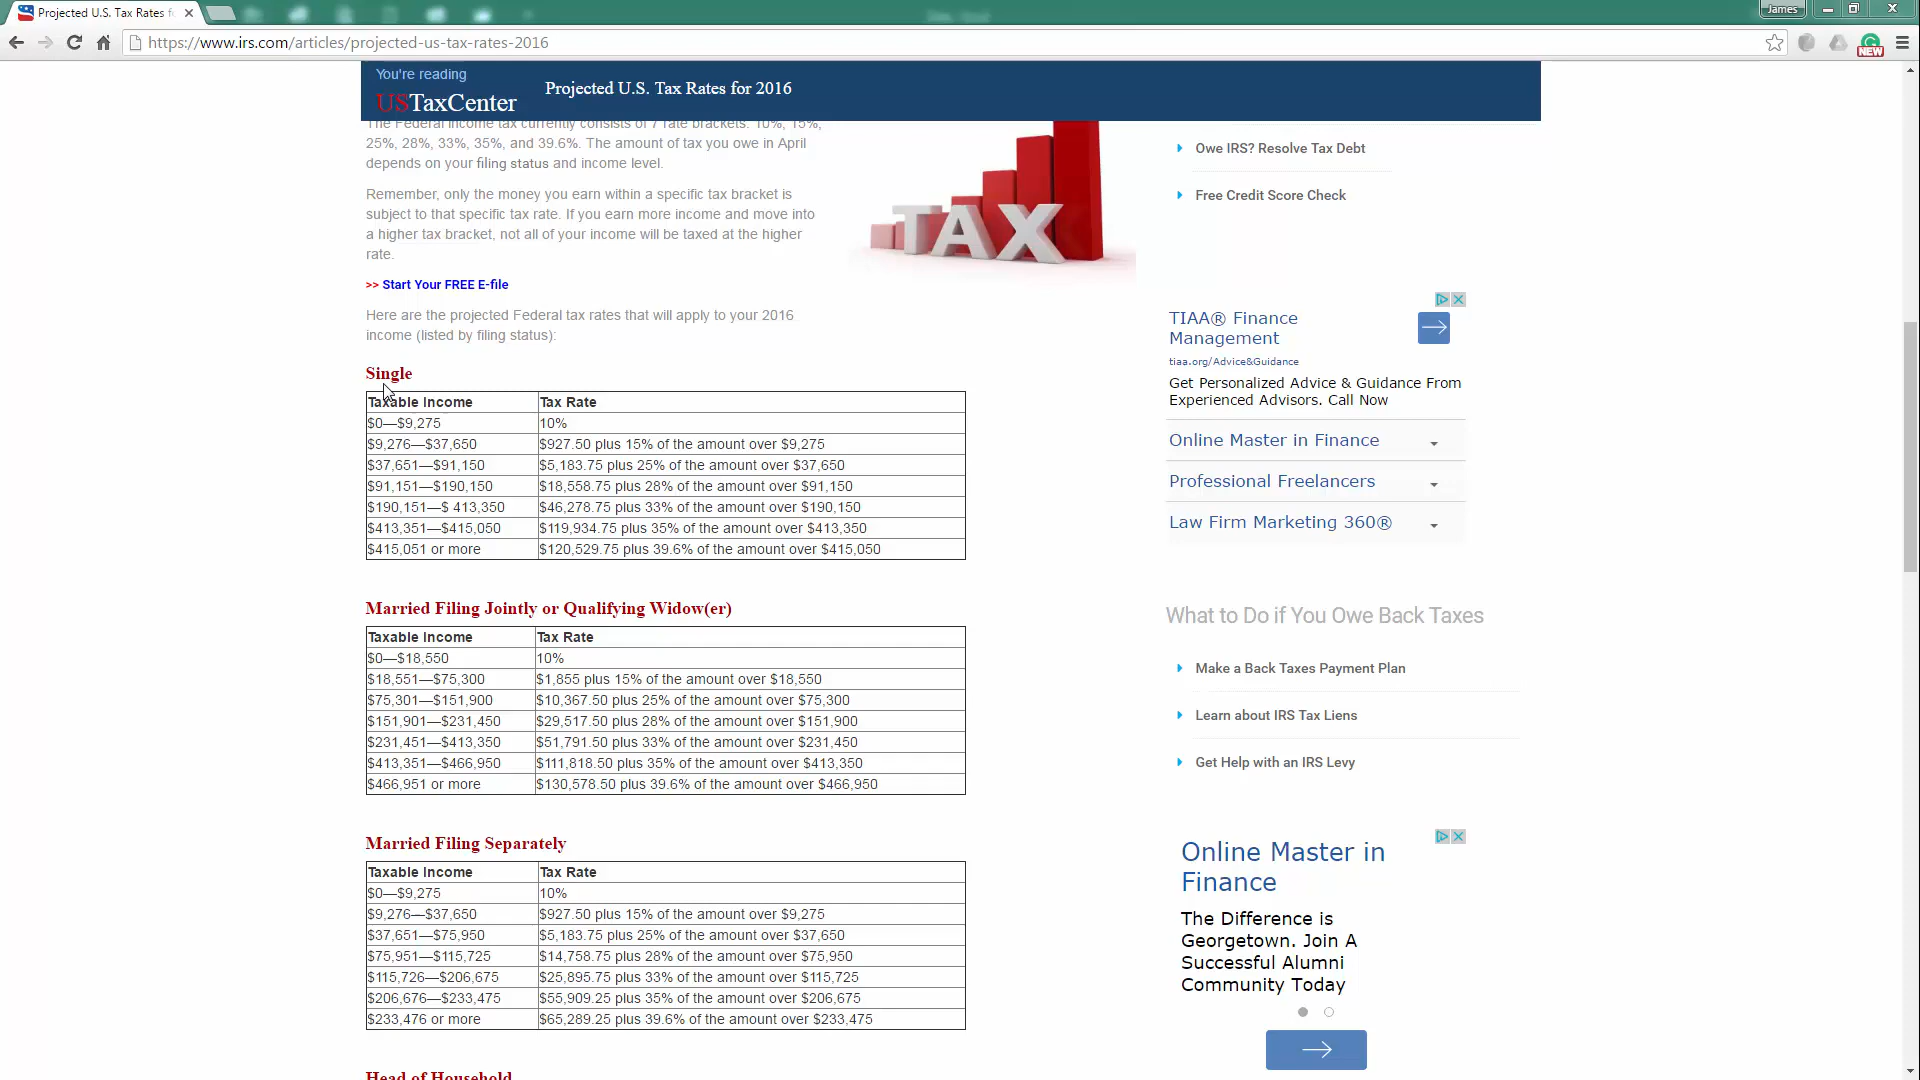 Projected U.S. Tax Rates f
James
https://www.irs.com/articles/projected-us-tax-rates-2016
NEW
You're reading
USTaxCenter
Projected U.S. Tax Rates for 2016
The Federal income tax currently consists of 7 rate brackets: 10%, 15%,
25%, 28%, 33%, 35%, and 39.6%. The amount of tax you owe in April
depends on your filing status and income level.
Remember, only the money you earn within a specific tax bracket is
subject to that specific tax rate. If you earn more income and move into
a higher tax bracket, not all of your income will be taxed at the higher
rate.
>> Start Your FREE E-file
Here are the projected Federal tax rates that will apply to your 2016
income (listed by filing status):
TAX
Single
Taxable Income Tax Rate
$0—$9,275 10%
$9,276—$37,650 $927.50 plus 15% of the amount over $9,275
$37,651—$91,150 $5,183.75 plus 25% of the amount over $37,650
$91,151—$190,150 $18,558.75 plus 28% of the amount over $91,150
$190,151—$ 413,350 $46,278.75 plus 33% of the amount over $190,150
$413,351—$415,050 $119,934.75 plus 35% of the amount over $413,350
$415,051 or more $120,529.75 plus 39.6% of the amount over $415,050
Married Filing Jointly or Qualifying Widow(er)
Taxable Income Tax Rate
$0—$18,550 10%
$18,551—$75,300 $1,855 plus 15% of the amount over $18,550
$75,301—$151,900 $10,367.50 plus 25% of the amount over $75,300
$151,901—$231,450 $29,517.50 plus 28% of the amount over $151,900
$231,451—$413,350 $51,791.50 plus 33% of the amount over $231,450
$413,351—$466,950 $111,818.50 plus 35% of the amount over $413,350
$466,951 or more $130,578.50 plus 39.6% of the amount over $466,950
Married Filing Separately
Taxable Income Tax Rate
$0—$9,275 10%
$9,276—$37,650 $927.50 plus 15% of the amount over $9,275
$37,651—$75,950 $5,183.75 plus 25% of the amount over $37,650
$75,951—$115,725 $14,758.75 plus 28% of the amount over $75,950
$115,726—$206,675 $25,895.75 plus 33% of the amount over $115,725
$206,676—$233,475 $55,909.25 plus 35% of the amount over $206,675
$233,476 or more $65,289.25 plus 39.6% of the amount over $233,475
Head of Household
Owe IRS? Resolve Tax Debt
Free Credit Score Check
TIAA® Finance
Management
tiaa.org/Advice&Guidance
Get Personalized Advice & Guidance From
Experienced Advisors. Call Now
Online Master in Finance
Professional Freelancers
Law Firm Marketing 360®
What to Do if You Owe Back Taxes
Make a Back Taxes Payment Plan
Learn about IRS Tax Liens
Get Help with an IRS Levy
Online Master in
Finance
The Difference is
Georgetown. Join A
Successful Alumni
Community Today